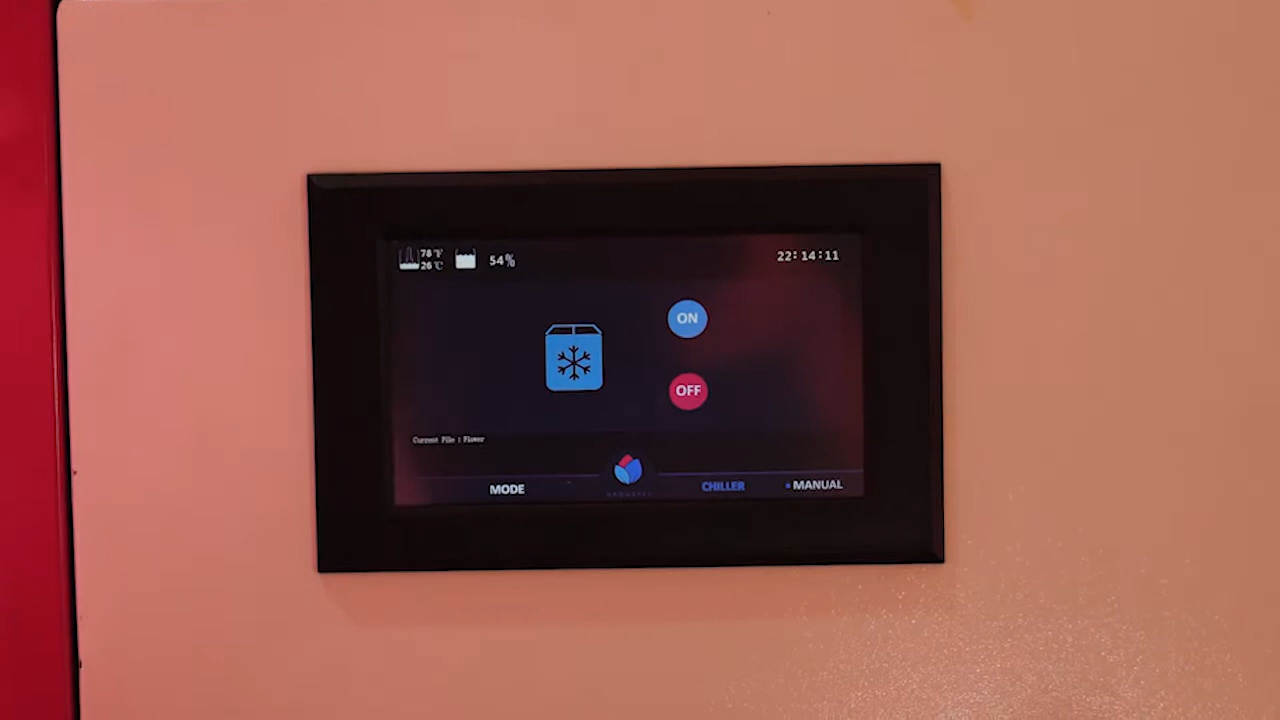 78 °F
26 °C
54%
22:14:11
ON
OFF
Current File : Flower
MODE
CHILLER
MANUAL